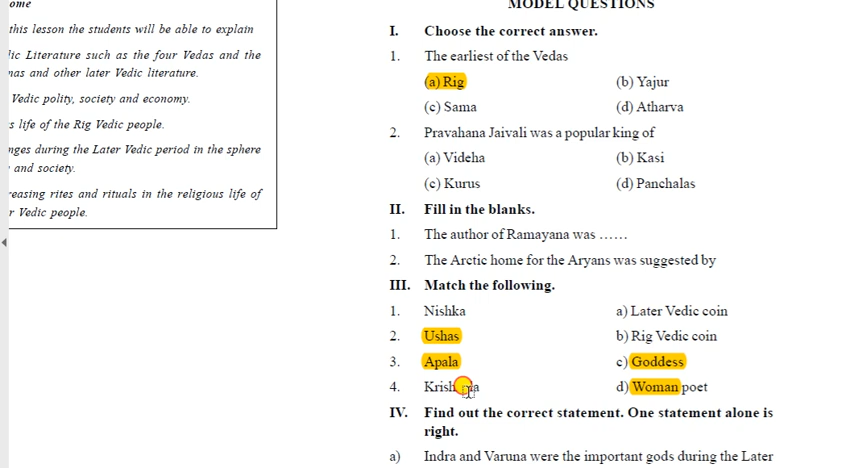 ome
this lesson the students will be able to explain
lic Literature such as the four Vedas and the
nas and other later Vedic literature.
Vedic polity, society and economy.
s life of the Rig Vedic people.
nges during the Later Vedic period in the sphere
and society.
reasing rites and rituals in the religious life of
r Vedic people.
MODEL QUESTIONS
I. Choose the correct answer.
1. The earliest of the Vedas
(a) Rig (b) Yajur
(c) Sama (d) Atharva
2. Pravahana Jaivali was a popular king of
(a) Videha (b) Kasi
(c) Kurus (d) Panchalas
II. Fill in the blanks.
1. The author of Ramayana was ……
2. The Arctic home for the Aryans was suggested by
III. Match the following.
1. Nishka a) Later Vedic coin
2. Ushas b) Rig Vedic coin
3. Apala c) Goddess
4. d) Woman poet
IV. Find out the correct statement. One statement alone is
right.
a) Indra and Varuna were the important gods during the Later